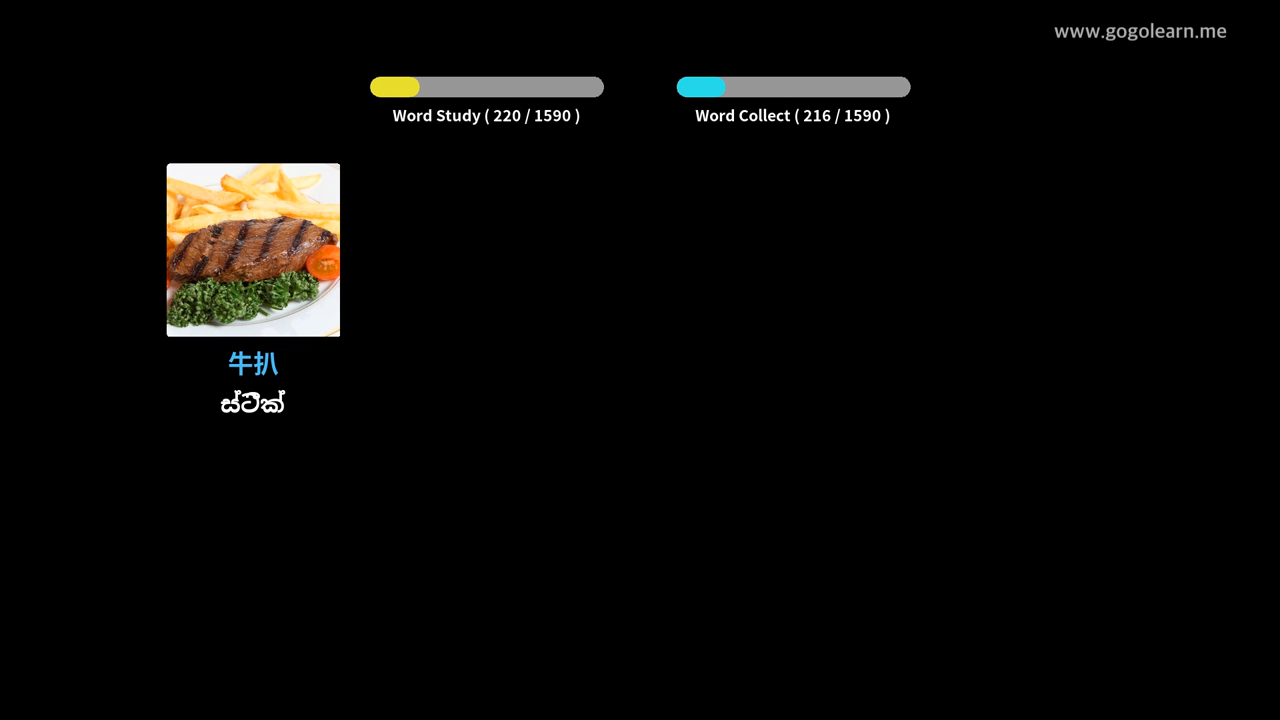 www.gogolearn.me
Word Study ( 220 / 1590 )
Word Collect ( 216 / 1590 )
牛扒
ස්ටීක්